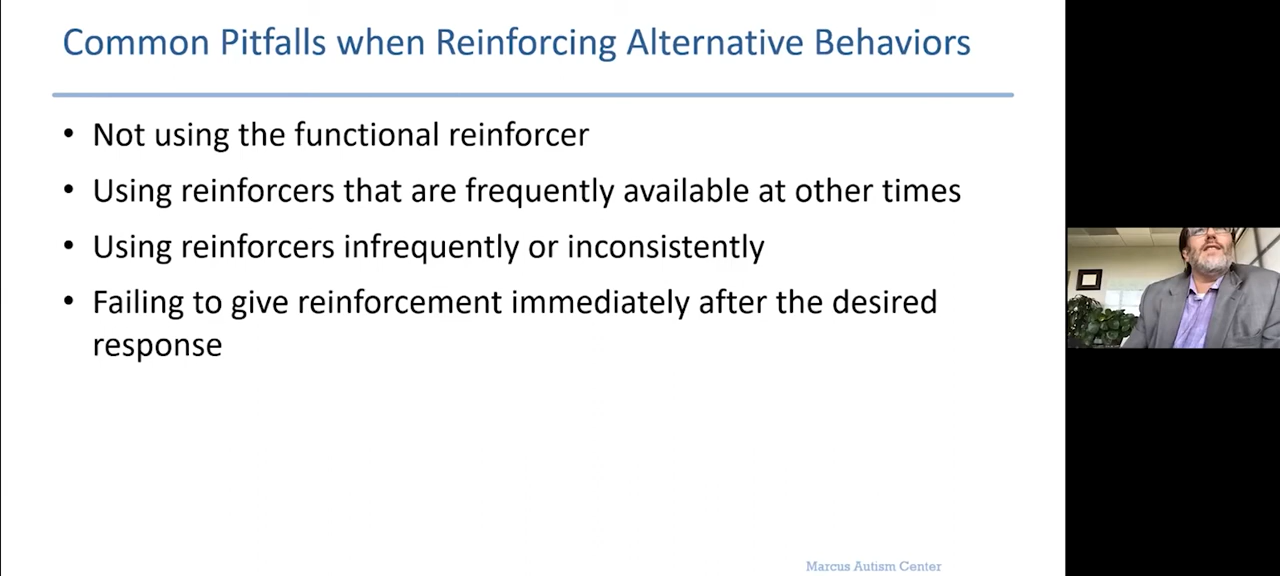 Common Pitfalls when Reinforcing Alternative Behaviors
• Not using the functional reinforcer
• Using reinforcers that are frequently available at other times
• Using reinforcers infrequently or inconsistently
• Failing to give reinforcement immediately after the desired
response
Marcus Autism Center